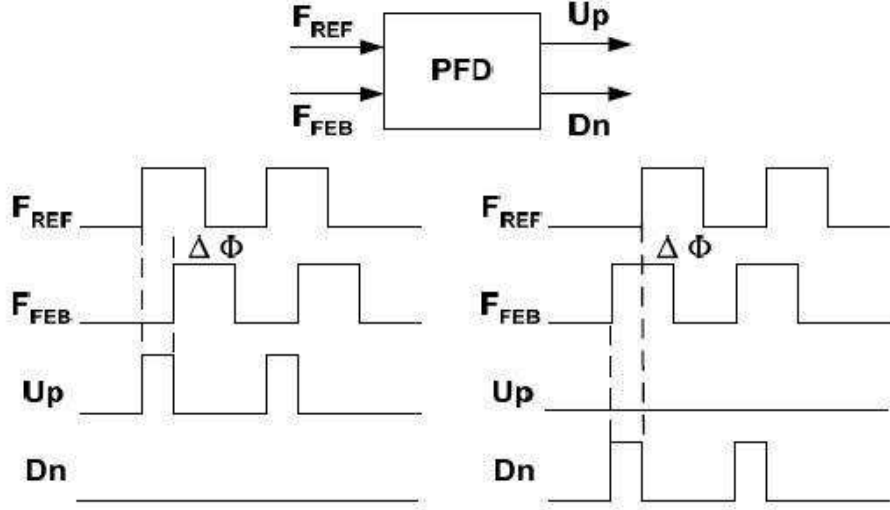 F_REF
Up
PFD
F_FEB
Dn
F_REF
Δ Φ
F_FEB
Up
Dn
F_REF
Δ Φ
F_FEB
Up
Dn